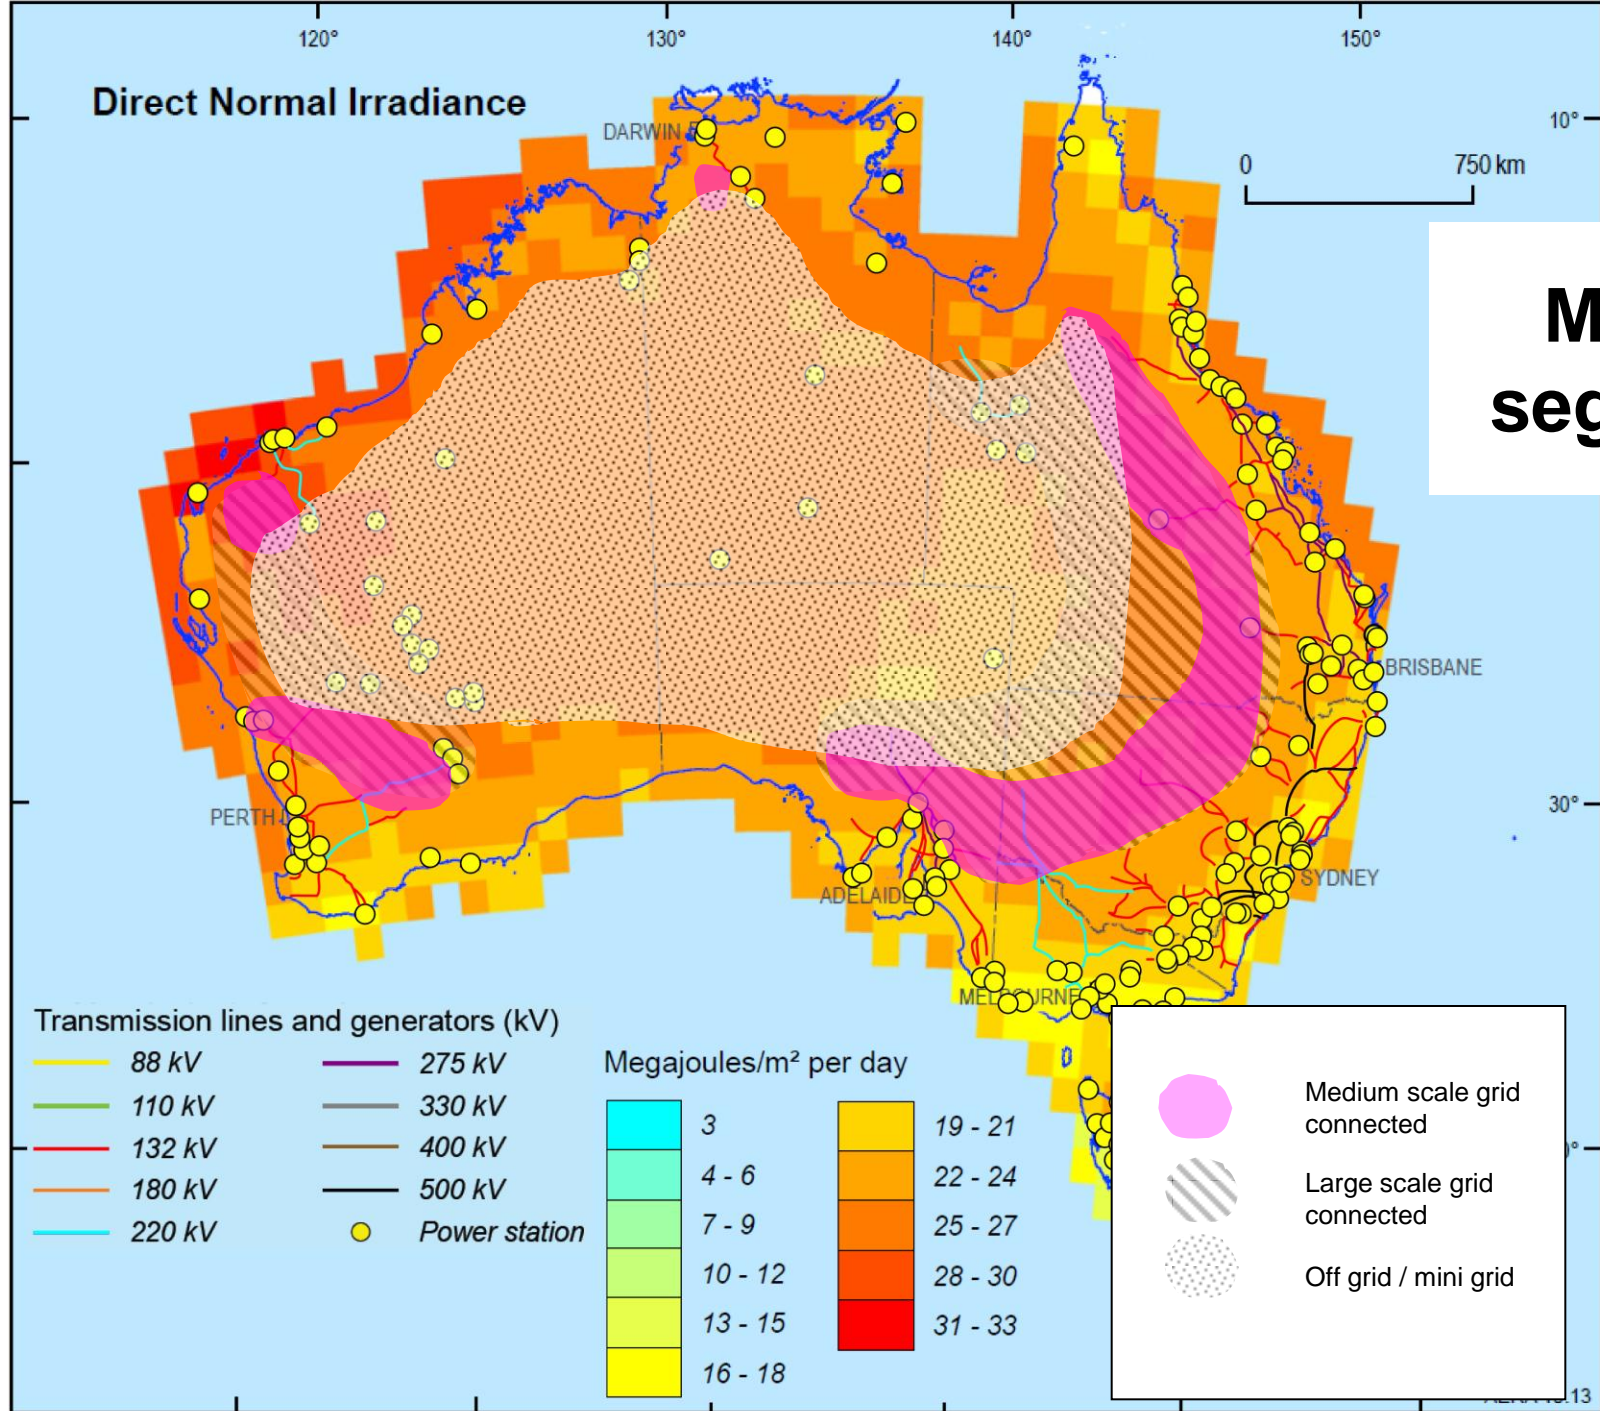 120°
130°
140°
150°
Direct Normal Irradiance
DARWIN
10°
0
750 km
M
seg
BRISBANE
30°
PERTH
SYDNEY
ADELAIDE
MELBOURNE
Transmission lines and generators (kV)
88 kV
110 kV
132 kV
180 kV
220 kV
275 kV
330 kV
400 kV
500 kV
Power station
Megajoules/m² per day
3
4 - 6
7 - 9
10 - 12
13 - 15
16 - 18
19 - 21
22 - 24
25 - 27
28 - 30
31 - 33
Medium scale grid
connected
Large scale grid
connected
Off grid / mini grid